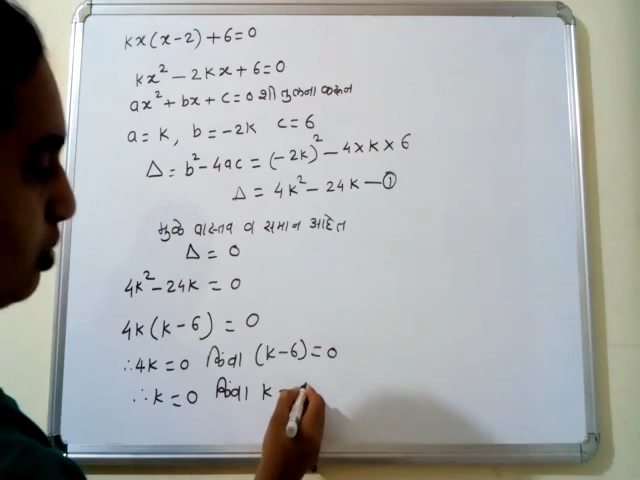 kx(x-2)+6=0
kx² - 2kx + 6 = 0
ax² + bx + c = 0 शी तुलना करून
a = k, b = -2k c = 6
Δ = b² - 4ac = (-2k)² - 4×k×6
Δ = 4k² - 24k — ①
मुळे वास्तव व समान आहेत
Δ = 0
4k² - 24k = 0
4k(k-6) = 0
∴ 4k = 0 किंवा (k-6) = 0
∴ k = 0 किंवा k